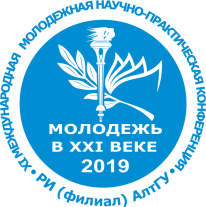 XI МЕЖДУНАРОДНАЯ МОЛОДЕЖНАЯ НАУЧНО-ПРАКТИЧЕСКАЯ КОНФЕРЕНЦИЯ
МОЛОДЕЖЬ
В XXI ВЕКЕ
2019
• РИ (филиал) АлтГУ •